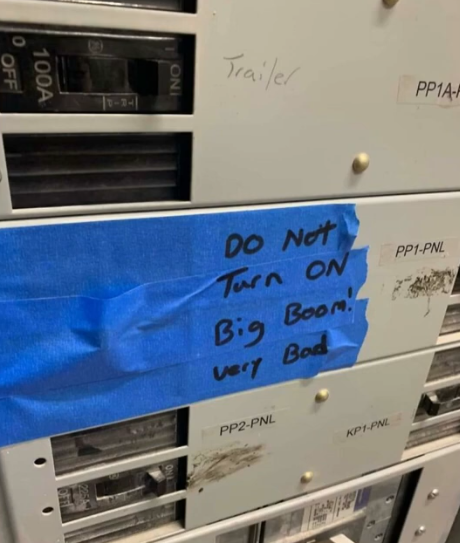 ON
100A
OFF
Trailer
PP1A-
DO Not
Turn ON
Big Boom!
very Bad
PP1-PNL
PP2-PNL
KP1-PNL